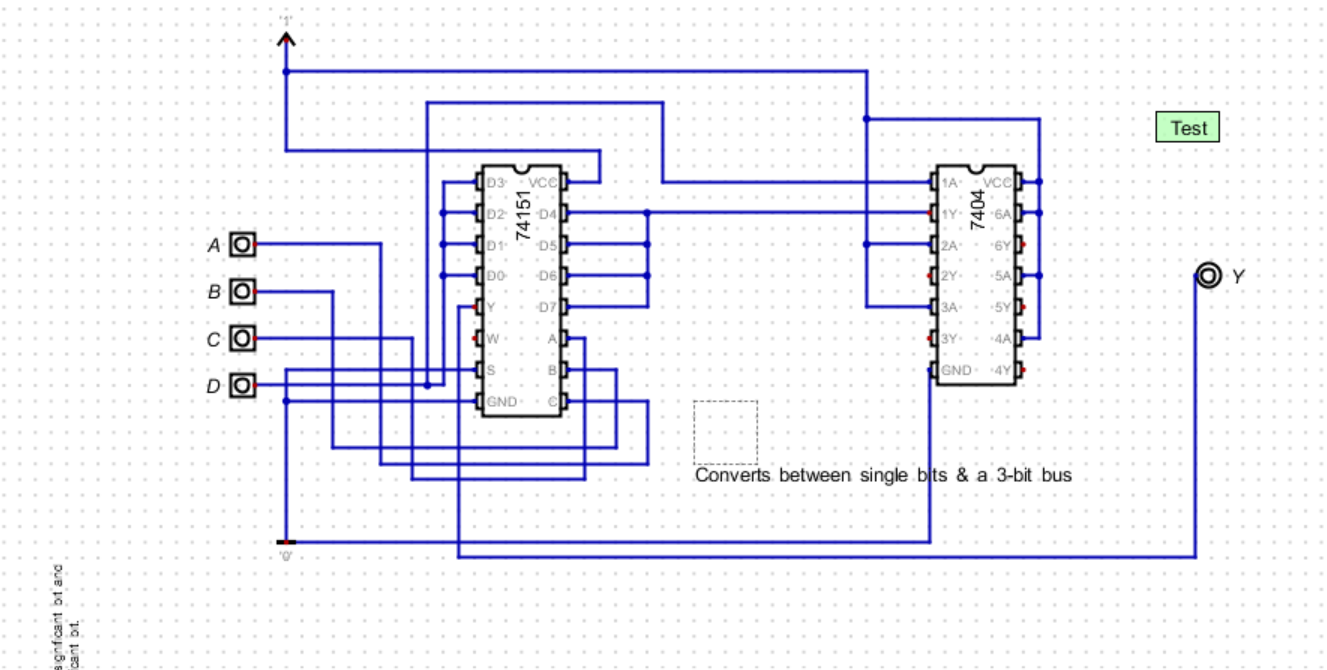 '1'
Test
D3 VCC 1A VCC
D2 74151 D4 1Y 7404 6A
A D1 D5 2A 6Y
D0 D6 2Y 5A Y
B Y D7 3A 5Y
C W A 3Y 4A
D S B GND 4Y
GND C
Converts between single bits & a 3-bit bus
'0'
significant bit and
cant bit.